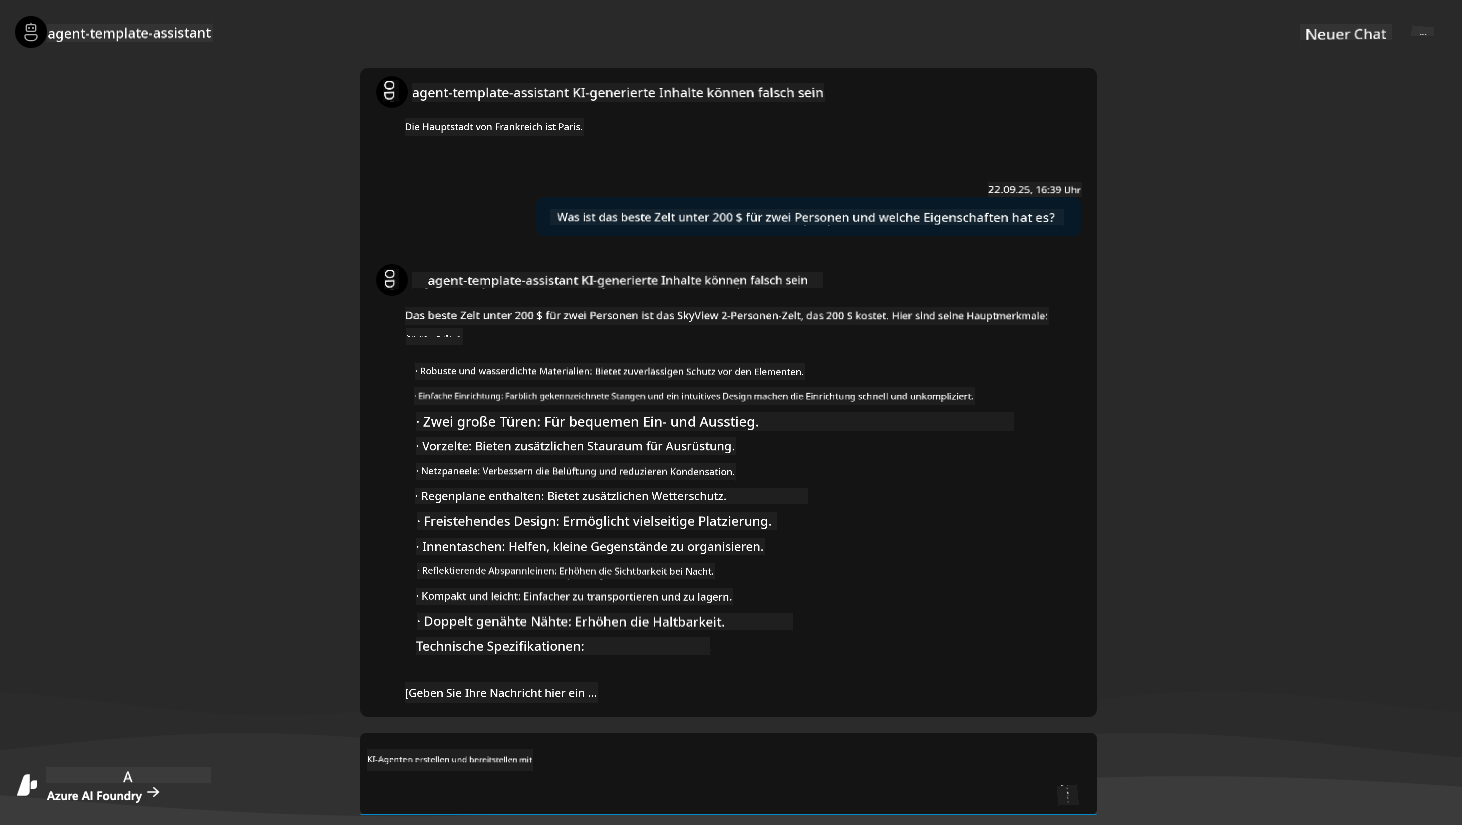 agent-template-assistant
Neuer Chat
...
agent-template-assistant KI-generierte Inhalte können falsch sein
Die Hauptstadt von Frankreich ist Paris.
22.09.25, 16:39 Uhr
Was ist das beste Zelt unter 200 $ für zwei Personen und welche Eigenschaften hat es?
agent-template-assistant KI-generierte Inhalte können falsch sein
Das beste Zelt unter 200 $ für zwei Personen ist das SkyView 2-Personen-Zelt, das 200 $ kostet. Hier sind seine Hauptmerkmale:
· Robuste und wasserdichte Materialien: Bietet zuverlässigen Schutz vor den Elementen.
· Einfache Einrichtung: Farblich gekennzeichnete Stangen und ein intuitives Design machen die Einrichtung schnell und unkompliziert.
· Zwei große Türen: Für bequemen Ein- und Ausstieg.
· Vorzelte: Bieten zusätzlichen Stauraum für Ausrüstung.
· Netzpaneele: Verbessern die Belüftung und reduzieren Kondensation.
· Regenplane enthalten: Bietet zusätzlichen Wetterschutz.
· Freistehendes Design: Ermöglicht vielseitige Platzierung.
· Innentaschen: Helfen, kleine Gegenstände zu organisieren.
· Reflektierende Abspannleinen: Erhöhen die Sichtbarkeit bei Nacht.
· Kompakt und leicht: Einfacher zu transportieren und zu lagern.
· Doppelt genähte Nähte: Erhöhen die Haltbarkeit.
Technische Spezifikationen:
[Geben Sie Ihre Nachricht hier ein ...
KI-Agenten erstellen und bereitstellen mit
A
Azure AI Foundry